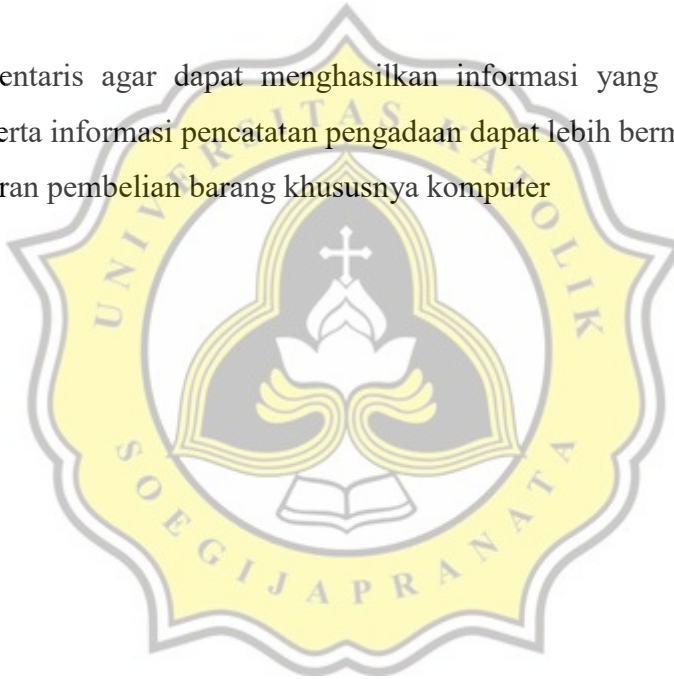 entaris agar dapat menghasilkan informasi yang
erta informasi pencatatan pengadaan dapat lebih berm
ran pembelian barang khususnya komputer
UNIVERSITAS KATOLIK
SOEGIJAPRANATA